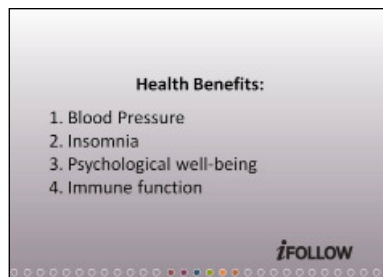 Health Benefits:
1. Blood Pressure
2. Insomnia
3. Psychological well-being
4. Immune function
iFOLLOW